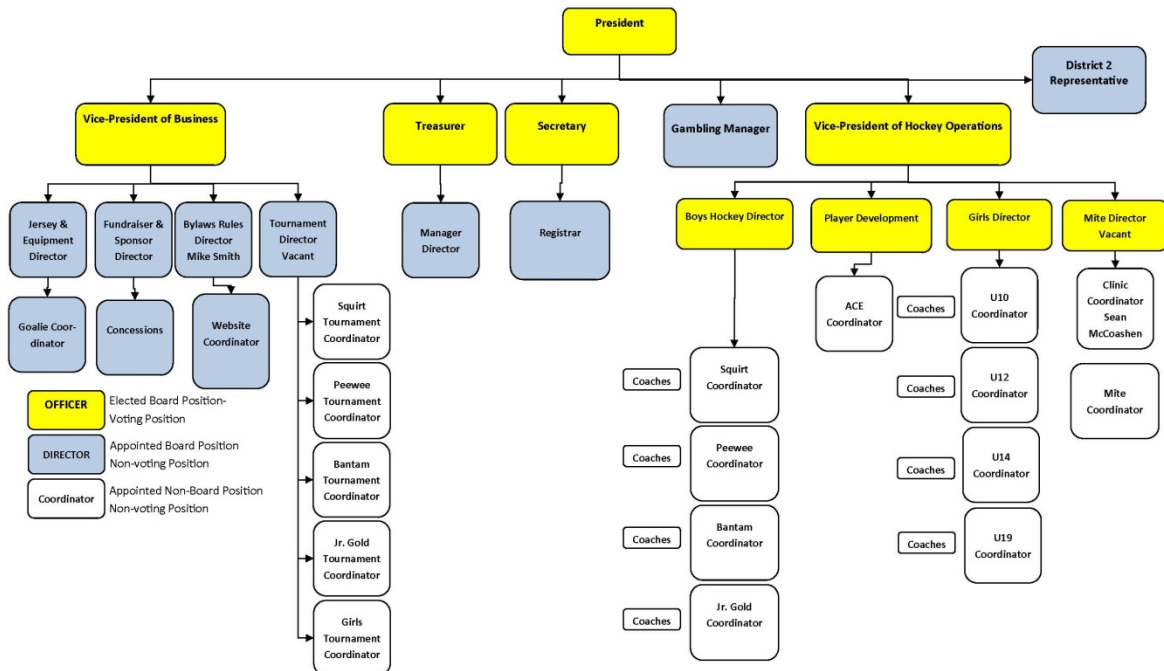 President
District 2
Representative
Vice-President of Business
Treasurer
Secretary
Gambling Manager
Vice-President of Hockey Operations
Jersey &
Equipment
Director
Fundraiser &
Sponsor
Director
Bylaws Rules
Director
Mike Smith
Tournament
Director
Vacant
Manager
Director
Registrar
Boys Hockey Director
Player Development
Girls Director
Mite Director
Vacant
Goalie Coor-
dinator
Concessions
Website
Coordinator
Squirt
Tournament
Coordinator
Peewee
Tournament
Coordinator
Bantam
Tournament
Coordinator
Jr. Gold
Tournament
Coordinator
Girls
Tournament
Coordinator
ACE
Coordinator
Coaches
U10
Coordinator
Coaches
U12
Coordinator
Coaches
U14
Coordinator
Coaches
U19
Coordinator
Clinic
Coordinator
Sean
McCoashen
Mite
Coordinator
Coaches
Squirt
Coordinator
Coaches
Peewee
Coordinator
Coaches
Bantam
Coordinator
Coaches
Jr. Gold
Coordinator
OFFICER
Elected Board Position-
Voting Position
DIRECTOR
Appointed Board Position
Non-voting Position
Coordinator
Appointed Non-Board Position
Non-voting Position